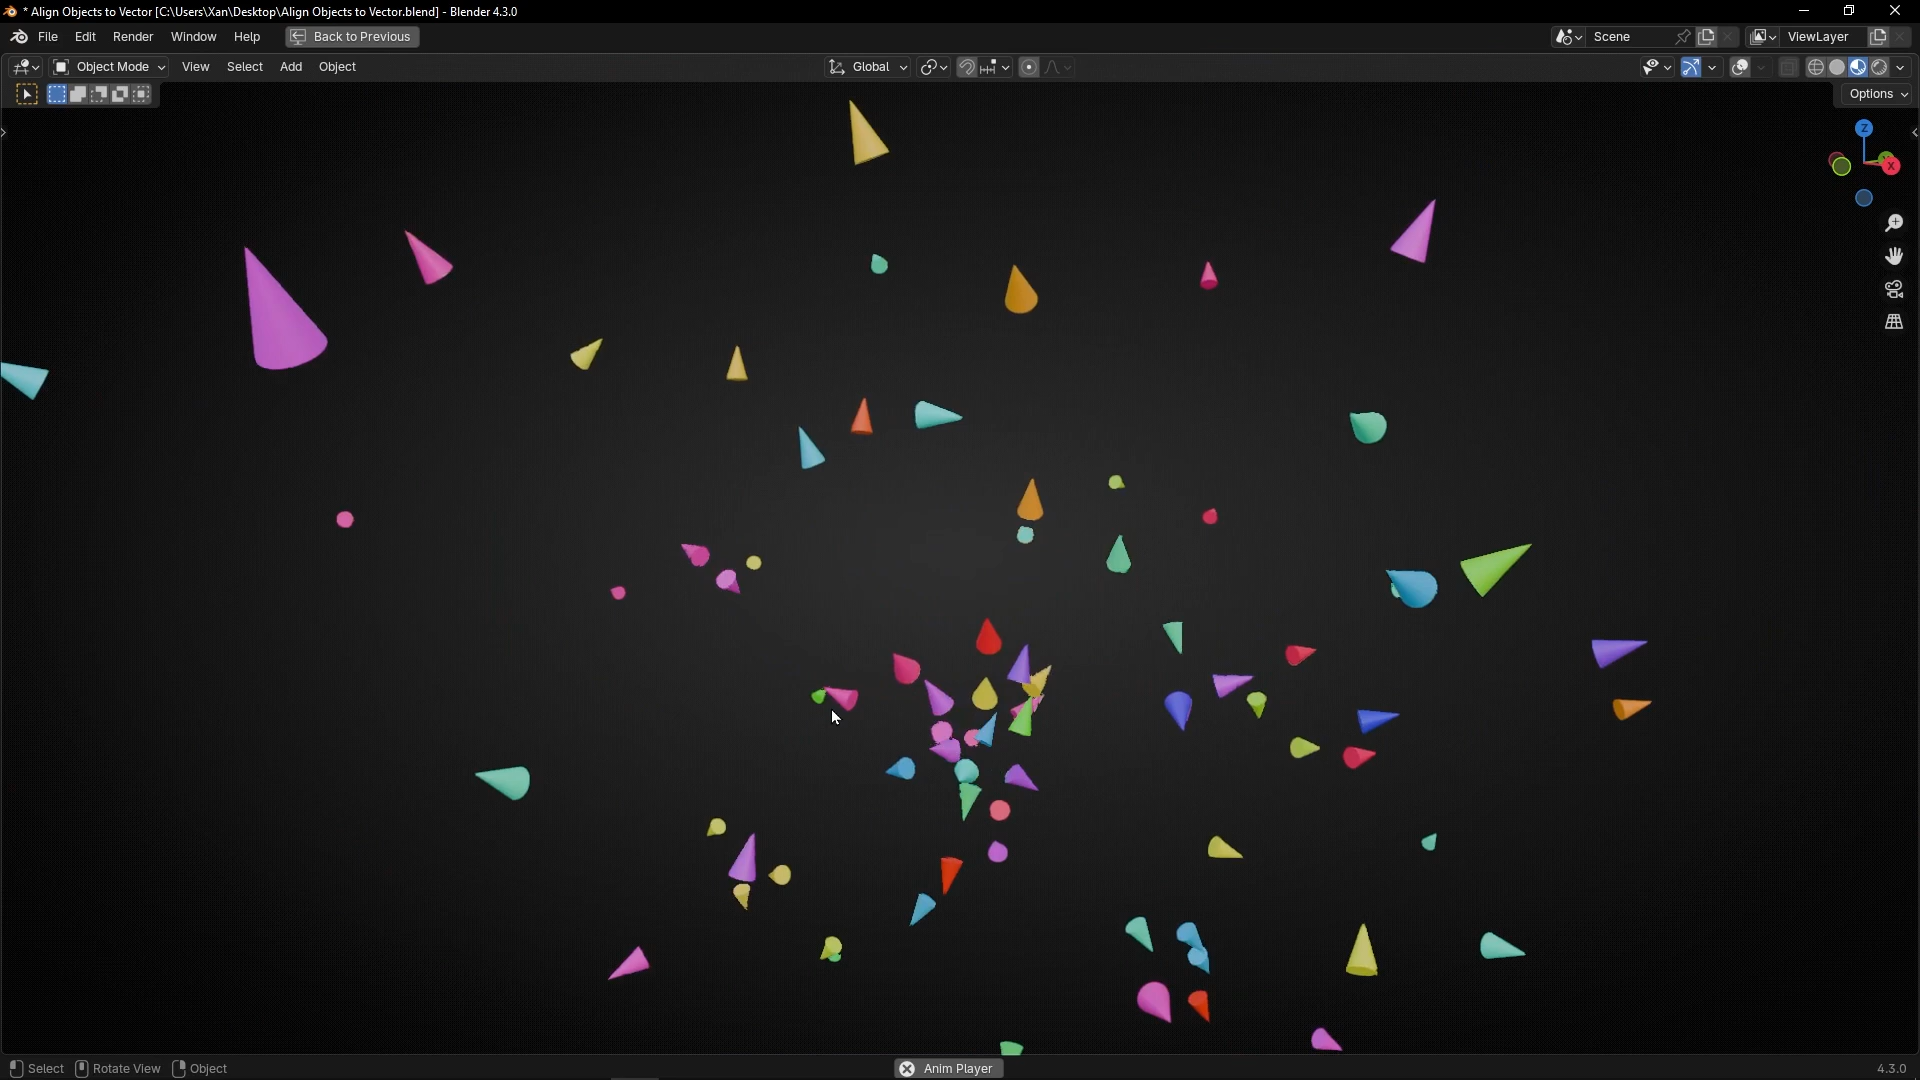 * Align Objects to Vector [C:\Users\Xan\Desktop\Align Objects to Vector.blend] - Blender 4.3.0
File Edit Render Window Help Back to Previous Scene ViewLayer
Object Mode View Select Add Object Global
Options
Z
X
Select Rotate View Object Anim Player 4.3.0